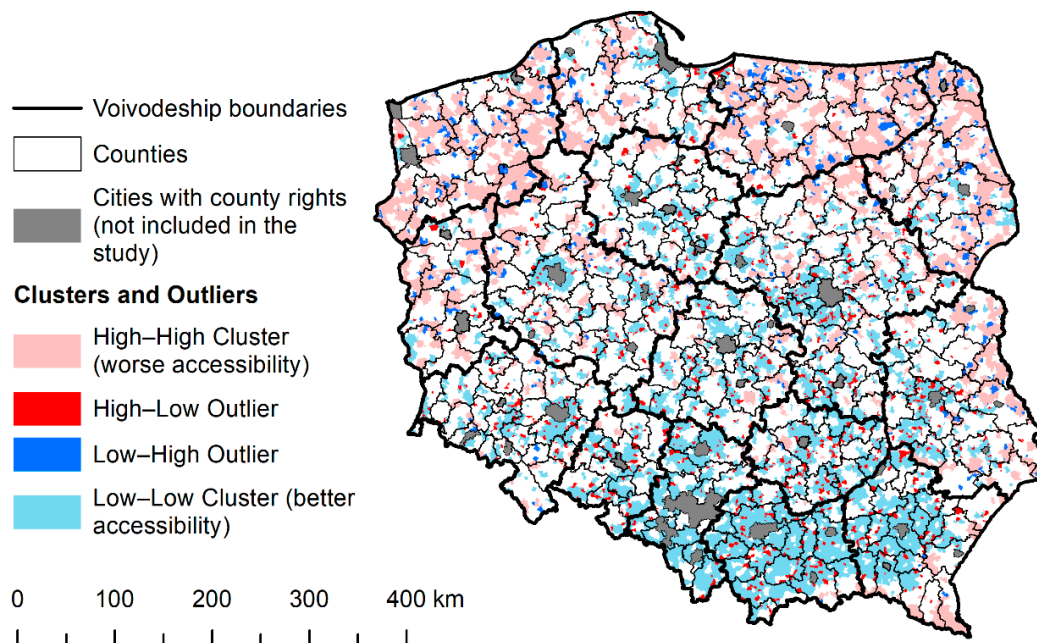 Voivodeship boundaries
Counties
Cities with county rights
(not included in the
study)
Clusters and Outliers
High–High Cluster
(worse accessibility)
High–Low Outlier
Low–High Outlier
Low–Low Cluster (better
accessibility)
0 100 200 300 400 km